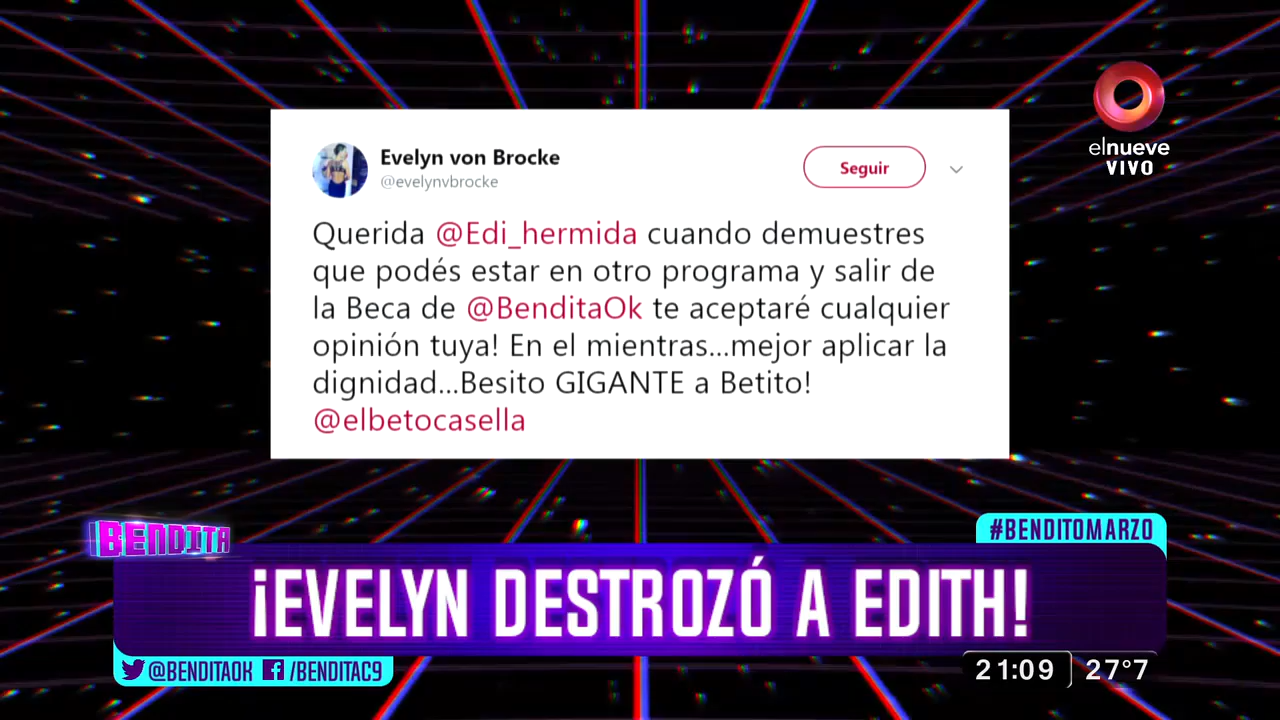 elnueve
VIVO
Evelyn von Brocke
@evelynvbrocke
Seguir
Querida @Edi_hermida cuando demuestres
que podés estar en otro programa y salir de
la Beca de @BenditaOk te aceptaré cualquier
opinión tuya! En el mientras...mejor aplicar la
dignidad...Besito GIGANTE a Betito!
@elbetocasella
BENDITA
#BENDITOMARZO
¡EVELYN DESTROZÓ A EDITH!
@BENDITAOK /BENDITAC9
21:09 27°7